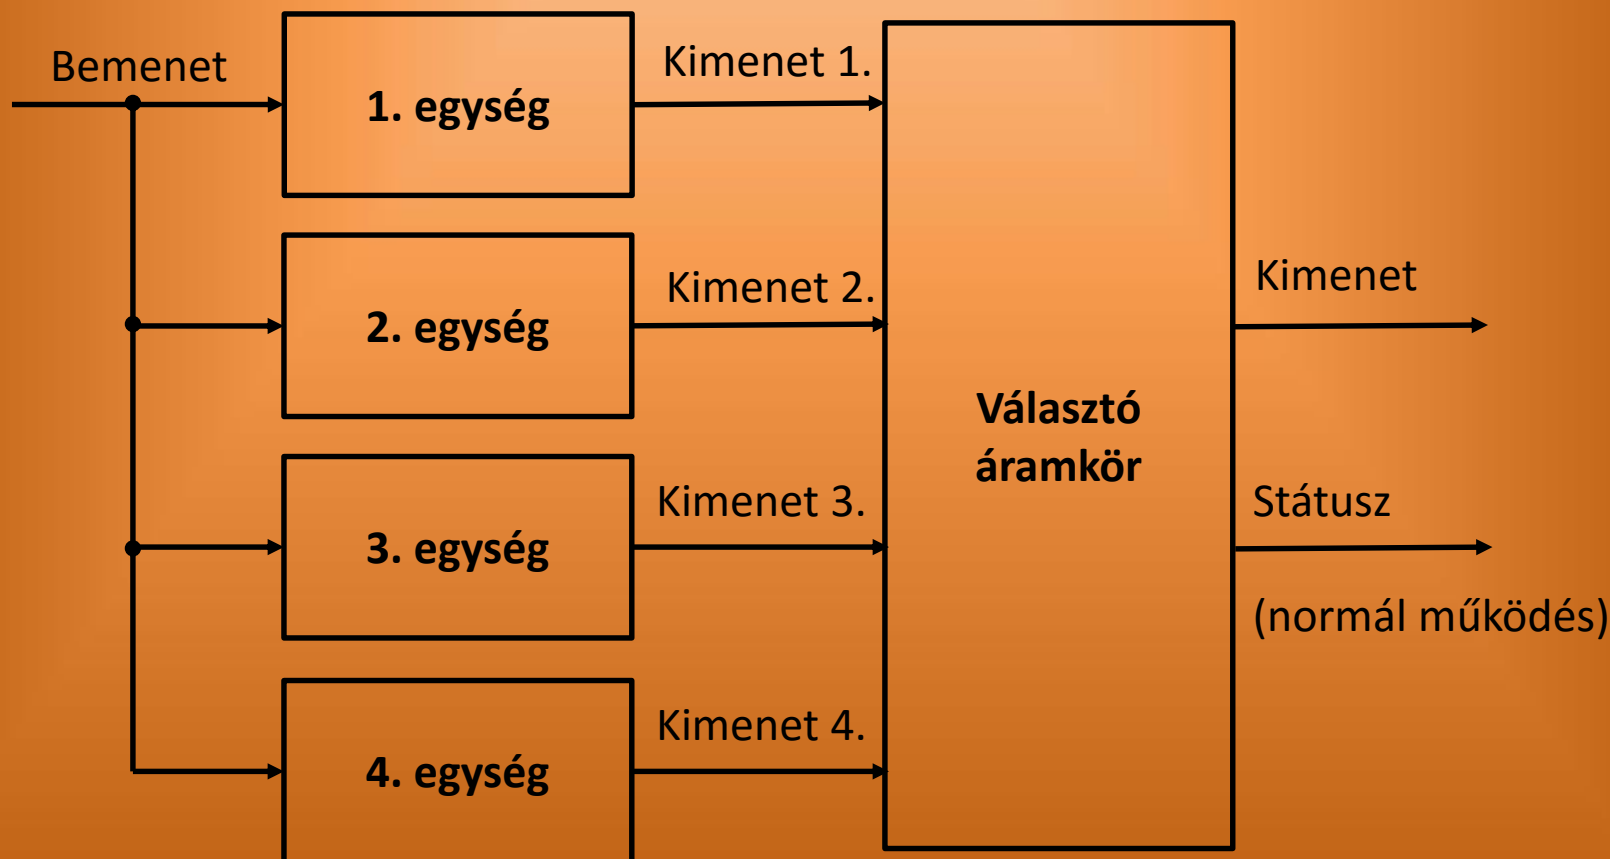 Bemenet
1. egység
Kimenet 1.
2. egység
Kimenet 2.
3. egység
Kimenet 3.
4. egység
Kimenet 4.
Választó
áramkör
Kimenet
Státusz
(normál működés)